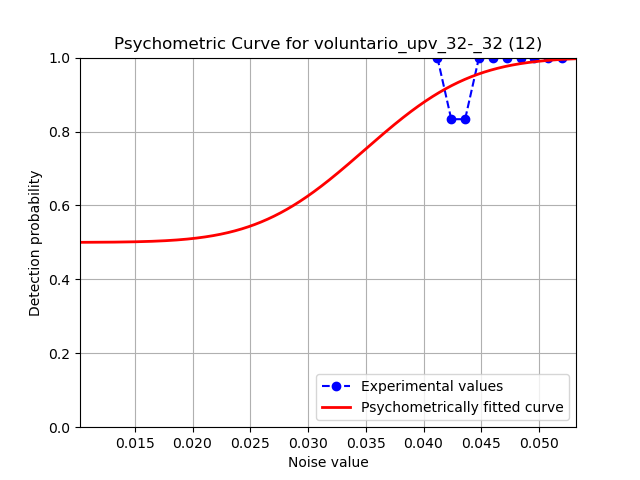 Psychometric Curve for voluntario_upv_32-_32 (12)
1.0
0.8
0.6
0.4
0.2
0.0
Detection probability
0.015 0.020 0.025 0.030 0.035 0.040 0.045 0.050
Noise value
Experimental values
Psychometrically fitted curve